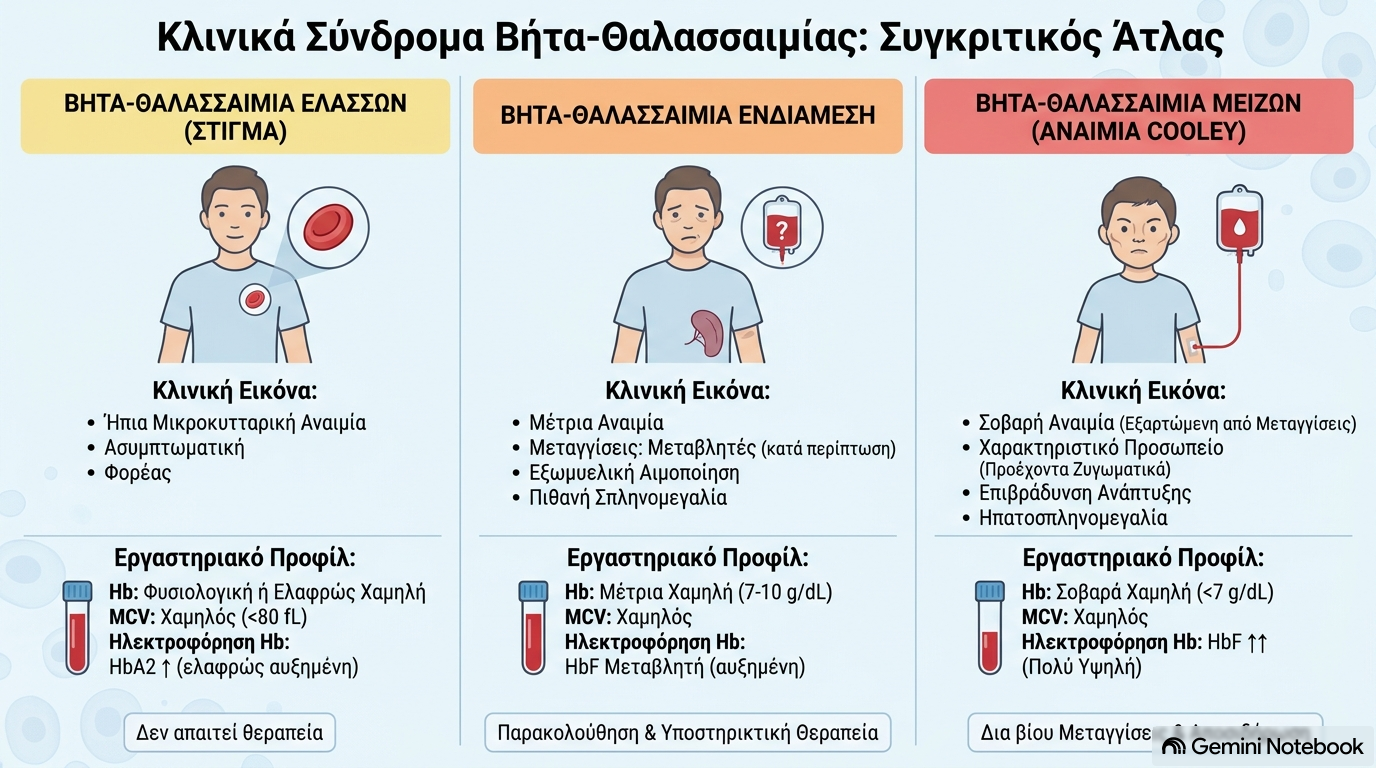 Κλινικά Σύνδρομα Βήτα-Θαλασσαιμίας: Συγκριτικός Άτλας
ΒΗΤΑ-ΘΑΛΑΣΣΑΙΜΙΑ ΕΛΑΣΣΩΝ
(ΣΤΙΓΜΑ)
Κλινική Εικόνα:
• Ήπια Μικροκυτταρική Αναιμία
• Ασυμπτωματική
• Φορέας
Εργαστηριακό Προφίλ:
Hb: Φυσιολογική ή Ελαφρώς Χαμηλή
MCV: Χαμηλός (<80 fL)
Ηλεκτροφόρηση Hb:
HbA2 ↑ (ελαφρώς αυξημένη)
Δεν απαιτεί θεραπεία
ΒΗΤΑ-ΘΑΛΑΣΣΑΙΜΙΑ ΕΝΔΙΑΜΕΣΗ
?
Κλινική Εικόνα:
• Μέτρια Αναιμία
• Μεταγγίσεις: Μεταβλητές (κατά περίπτωση)
• Εξωμυελική Αιμοποίηση
• Πιθανή Σπληνομεγαλία
Εργαστηριακό Προφίλ:
Hb: Μέτρια Χαμηλή (7-10 g/dL)
MCV: Χαμηλός
Ηλεκτροφόρηση Hb:
HbF Μεταβλητή (αυξημένη)
Παρακολούθηση & Υποστηρικτική Θεραπεία
ΒΗΤΑ-ΘΑΛΑΣΣΑΙΜΙΑ ΜΕΙΖΩΝ
(ΑΝΑΙΜΙΑ COOLEY)
Κλινική Εικόνα:
• Σοβαρή Αναιμία (Εξαρτώμενη από Μεταγγίσεις)
• Χαρακτηριστικό Προσωπείο
(Προέχοντα Ζυγωματικά)
• Επιβράδυνση Ανάπτυξης
• Ηπατοσπληνομεγαλία
Εργαστηριακό Προφίλ:
Hb: Σοβαρά Χαμηλή (<7 g/dL)
MCV: Χαμηλός
Ηλεκτροφόρηση Hb: HbF ↑↑
(Πολύ Υψηλή)
Δια βίου Μεταγγίσεις &
Gemini Notebook